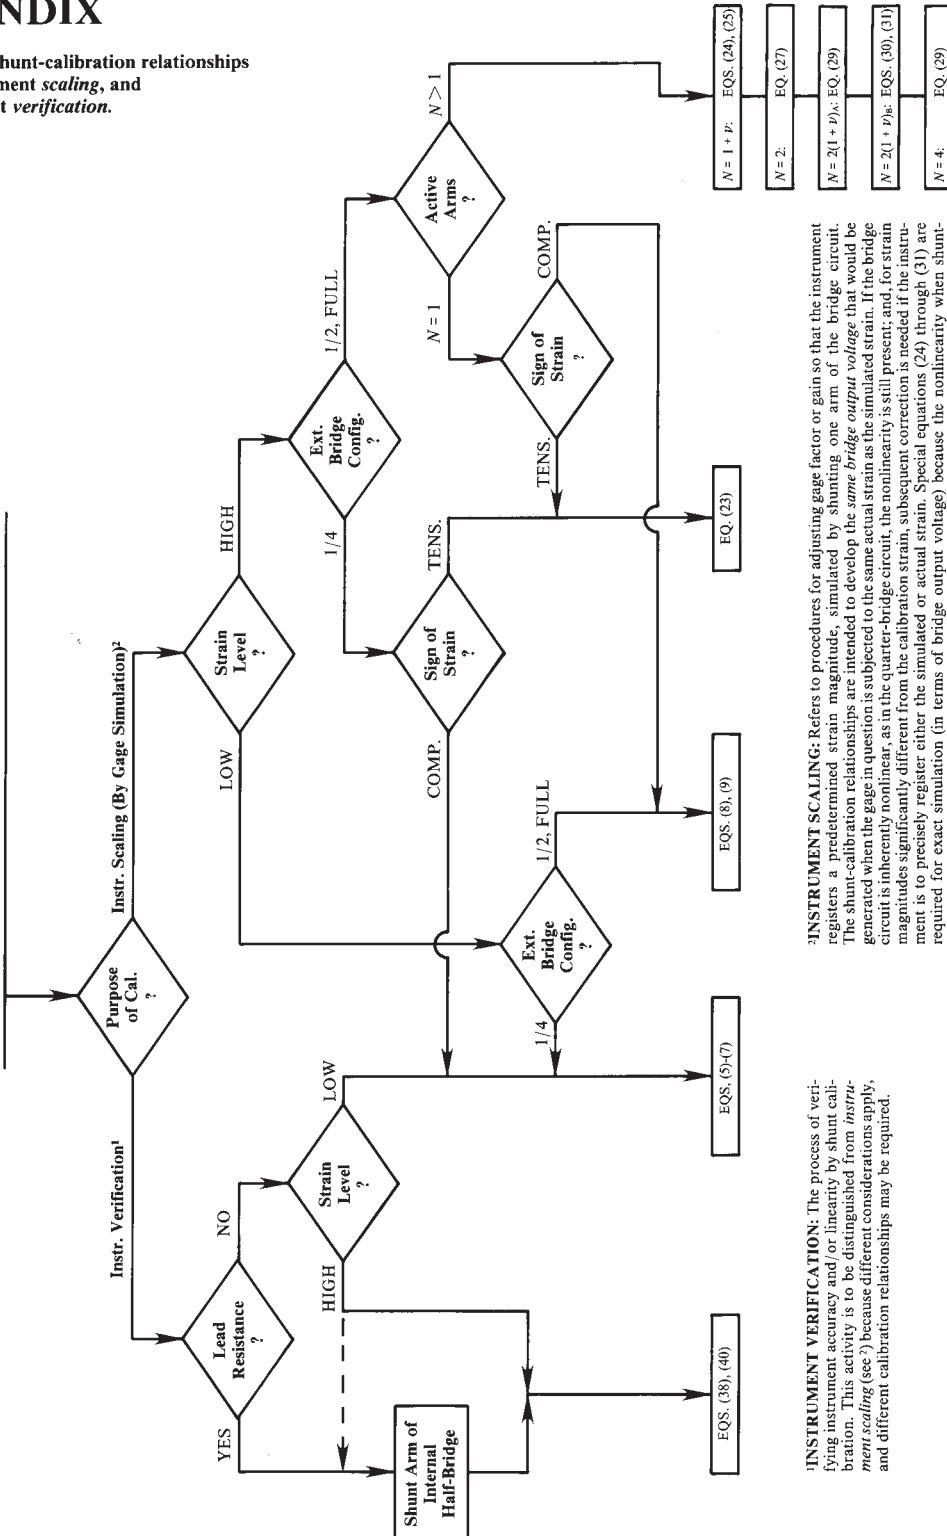 NDIX
hunt-calibration relationships
ment scaling, and
t verification.
Purpose
of Cal.
?
Instr. Verification¹
Instr. Scaling (By Gage Simulation)²
Lead
Resistance
?
YES
NO
Strain
Level
?
HIGH
LOW
Shunt Arm of
Internal
Half-Bridge
Strain
Level
?
LOW
HIGH
Ext.
Bridge
Config.
?
1/4
1/2, FULL
Sign of
Strain
?
COMP.
TENS.
Active
Arms
?
N = 1
N > 1
Sign of
Strain
?
TENS.
COMP.
Ext.
Bridge
Config.
?
1/4
1/2, FULL
EQS. (38), (40)
EQS, (5)-(7)
EQS. (8), (9)
EQ. (23)
N = 1 + ν: EQS. (24), (25)
N = 2: EQ. (27)
N = 2(1 + ν)A: EQ. (29)
N = 2(1 + ν)B: EQS. (30), (31)
N = 4: EQ. (29)
¹INSTRUMENT VERIFICATION: The process of veri-
fying instrument accuracy and/or linearity by shunt cali-
bration. This activity is to be distinguished from instru-
ment scaling (see ²) because different considerations apply,
and different calibration relationships may be required.
²INSTRUMENT SCALING: Refers to procedures for adjusting gage factor or gain so that the instrument
registers a predetermined strain magnitude, simulated by shunting one arm of the bridge circuit.
The shunt-calibration relationships are intended to develop the same bridge output voltage that would be
generated when the gage in question is subjected to the same actual strain as the simulated strain. If the bridge
circuit is inherently nonlinear, as in the quarter-bridge circuit, the nonlinearity is still present; and, for strain
magnitudes significantly different from the calibration strain, subsequent correction is needed if the instru-
ment is to precisely register either the simulated or actual strain. Special equations (24) through (31) are
required for exact simulation (in terms of bridge output voltage) because the nonlinearity when shunt-